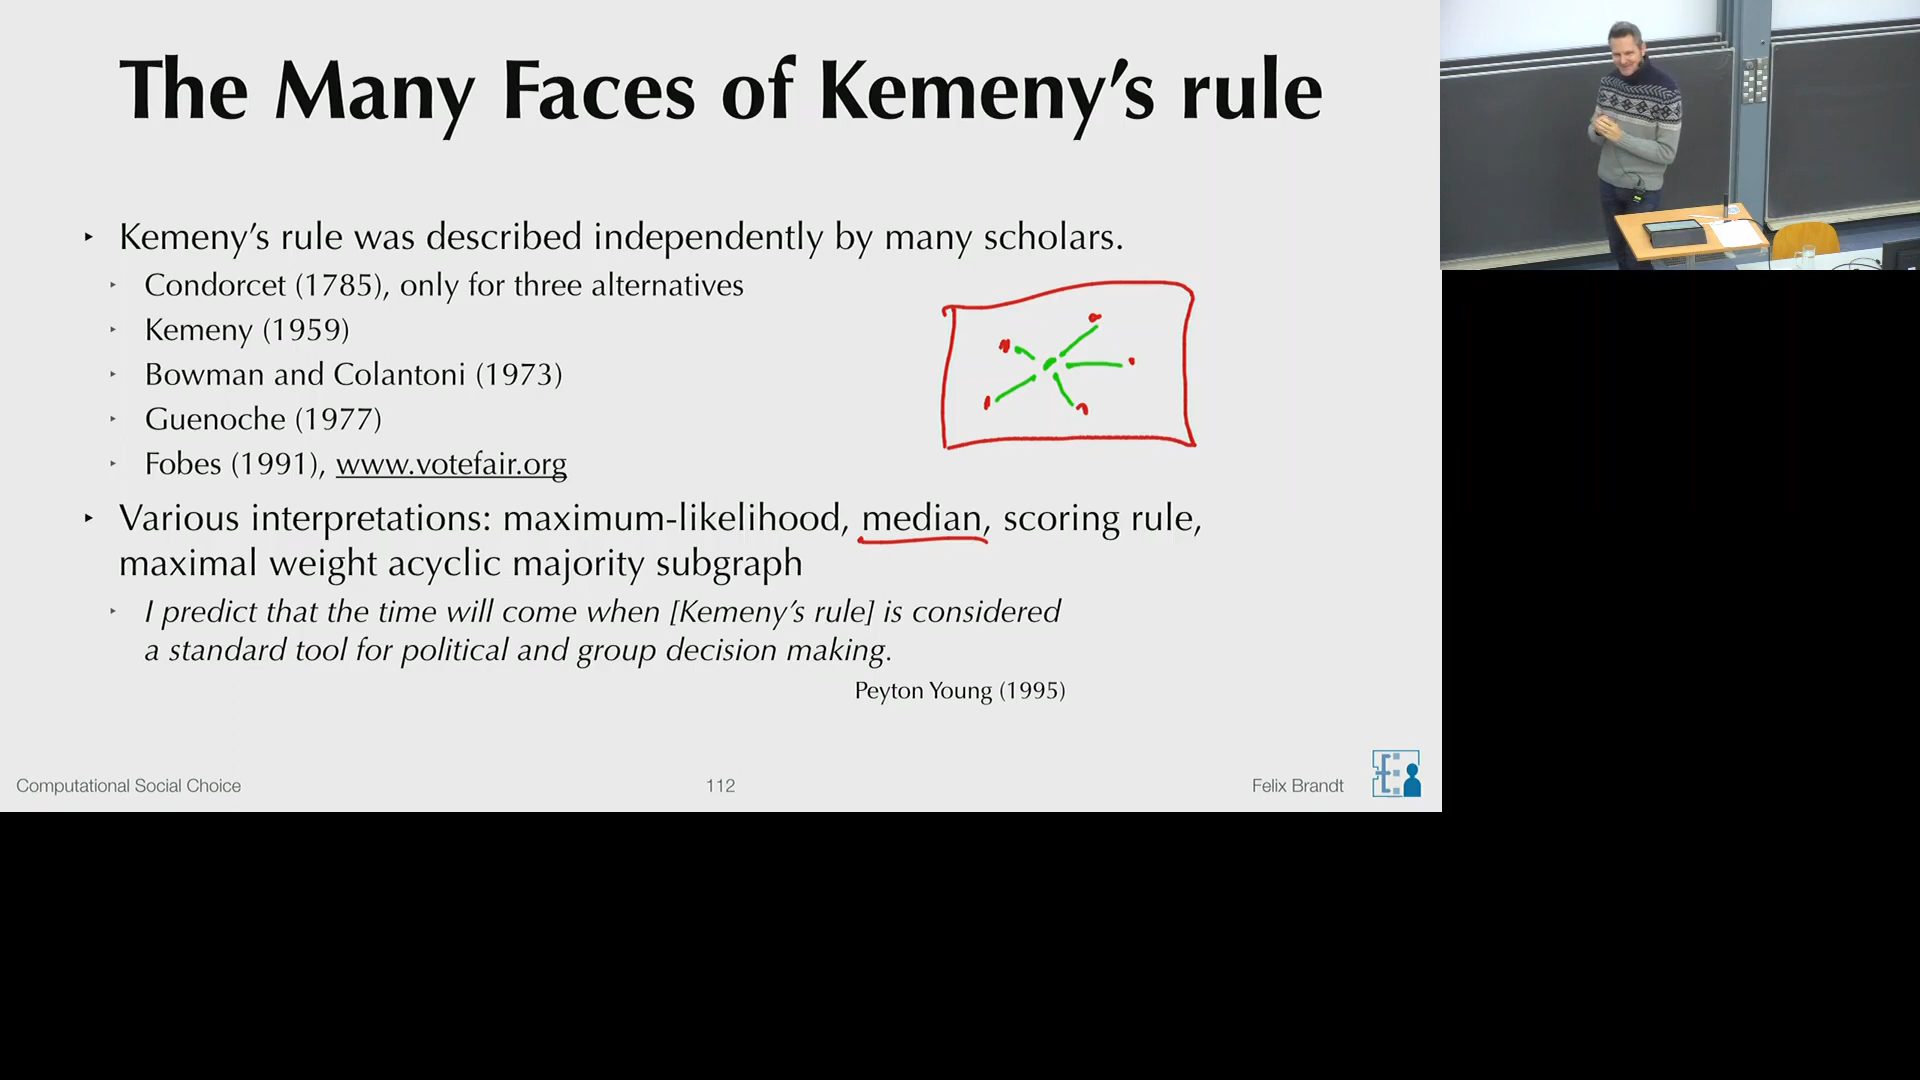 The Many Faces of Kemeny's rule
‣ Kemeny's rule was described independently by many scholars.
‣ Condorcet (1785), only for three alternatives
‣ Kemeny (1959)
‣ Bowman and Colantoni (1973)
‣ Guenoche (1977)
‣ Fobes (1991), www.votefair.org
‣ Various interpretations: maximum-likelihood, median, scoring rule,
maximal weight acyclic majority subgraph
‣ I predict that the time will come when [Kemeny's rule] is considered
a standard tool for political and group decision making.
Peyton Young (1995)
Computational Social Choice
112
Felix Brandt